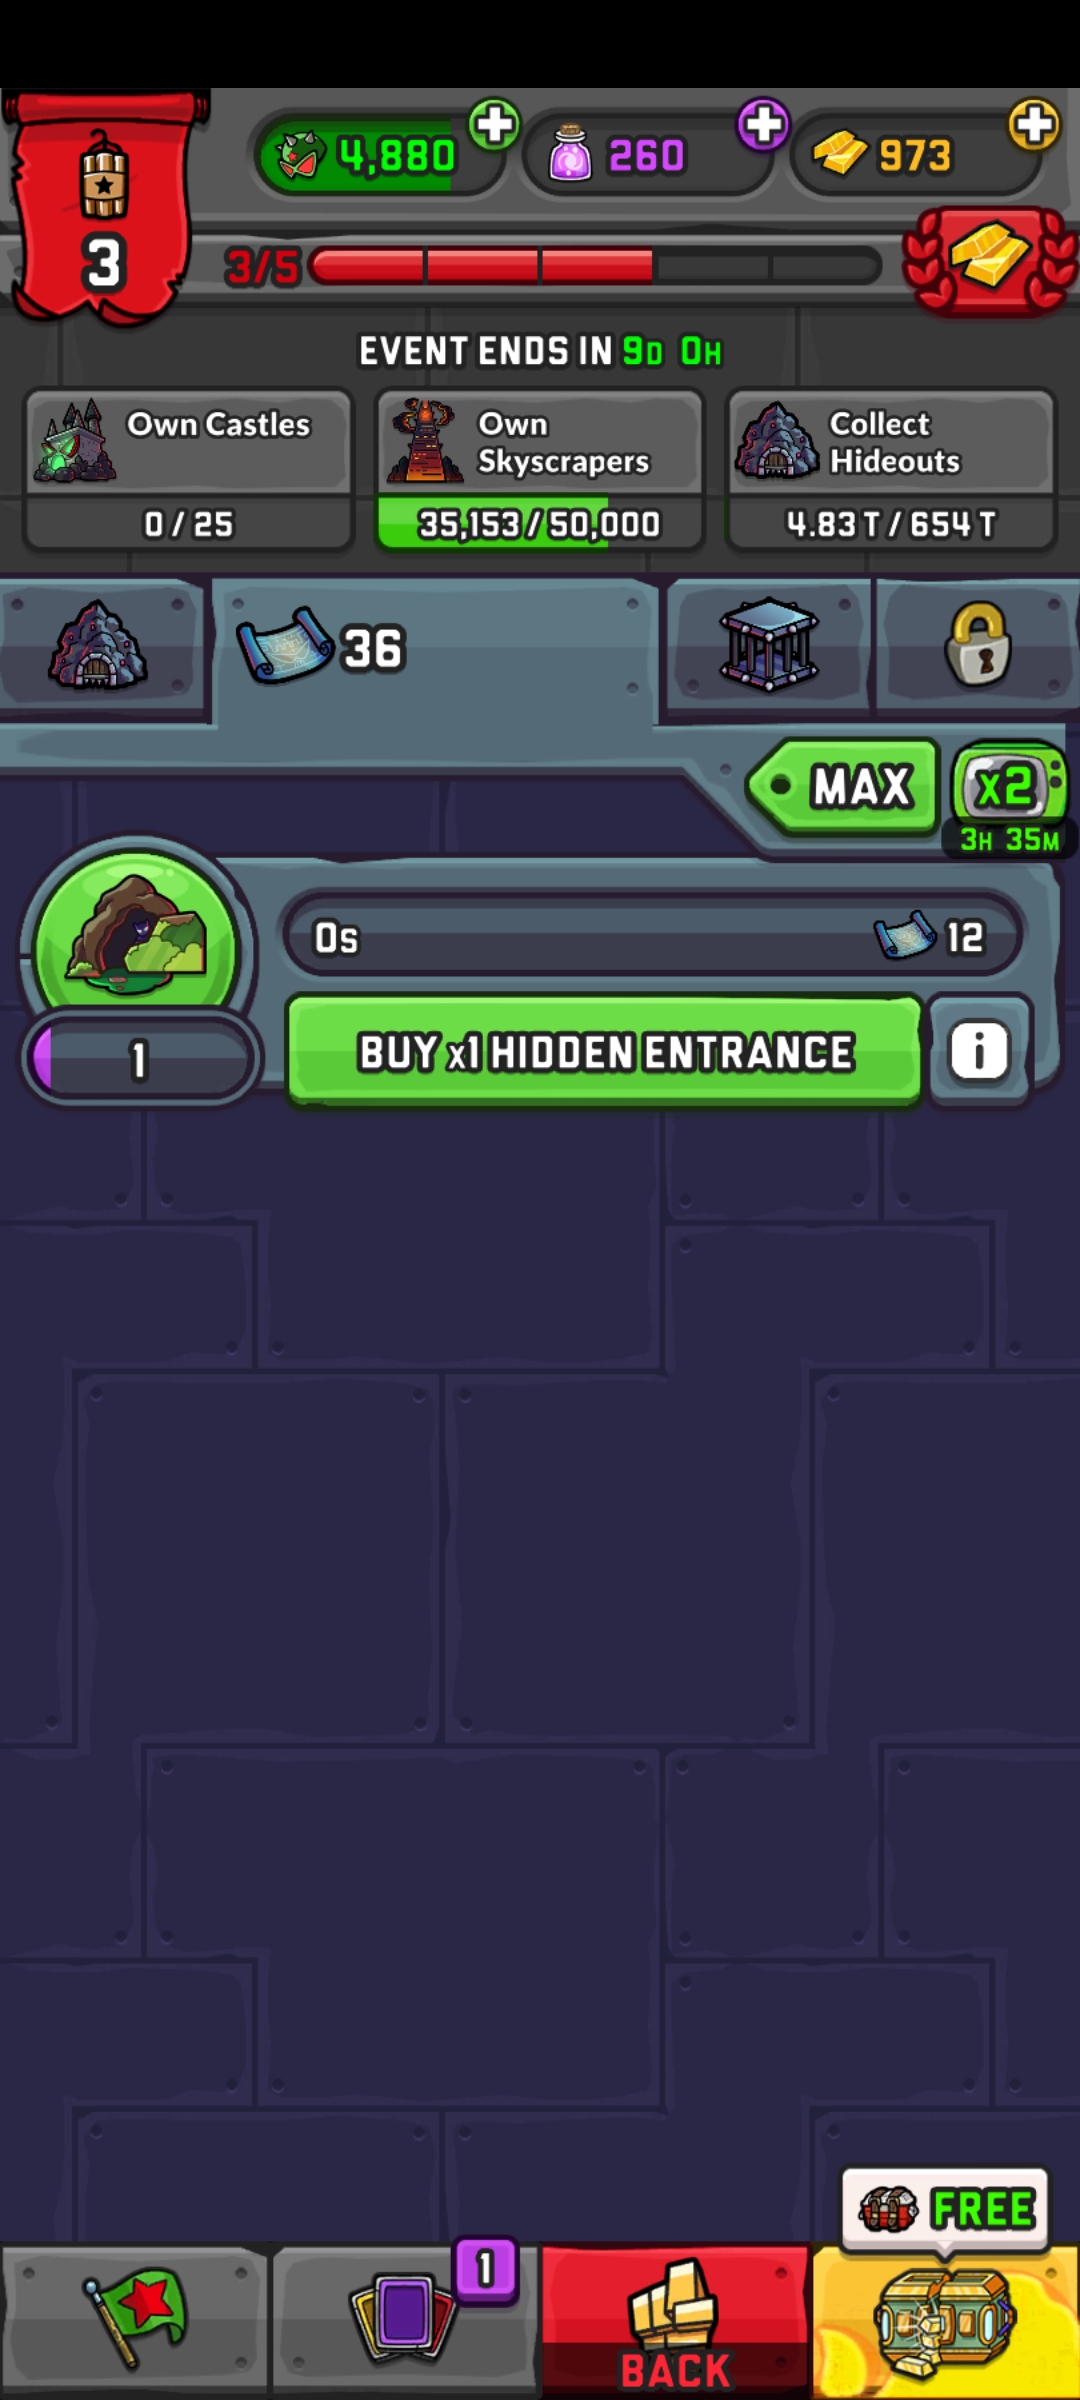 4,880
260
973
3
3/5
EVENT ENDS IN 9D 0H
Own Castles
0 / 25
Own
Skyscrapers
35,153 / 50,000
Collect
Hideouts
4.83 T / 654 T
36
MAX
x2
3H 35M
0s
12
1
BUY x1 HIDDEN ENTRANCE
i
FREE
1
BACK